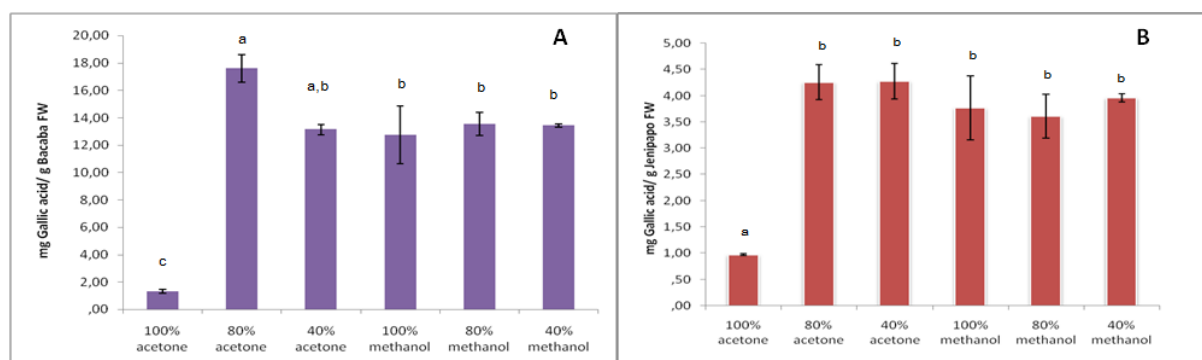 A
mg Gallic acid/ g Bacaba FW
20,00
18,00
16,00
14,00
12,00
10,00
8,00
6,00
4,00
2,00
,00
a
a,b
b
b
b
c
100% 80% 40% 100% 80% 40%
acetone acetone acetone methanol methanol methanol
B
mg Gallic acid/ g Jenipapo FW
5,00
4,50
4,00
3,50
3,00
2,50
2,00
1,50
1,00
,50
,00
a
b
b
b
b
b
100% 80% 40% 100% 80% 40%
acetone acetone acetone methanol methanol methanol